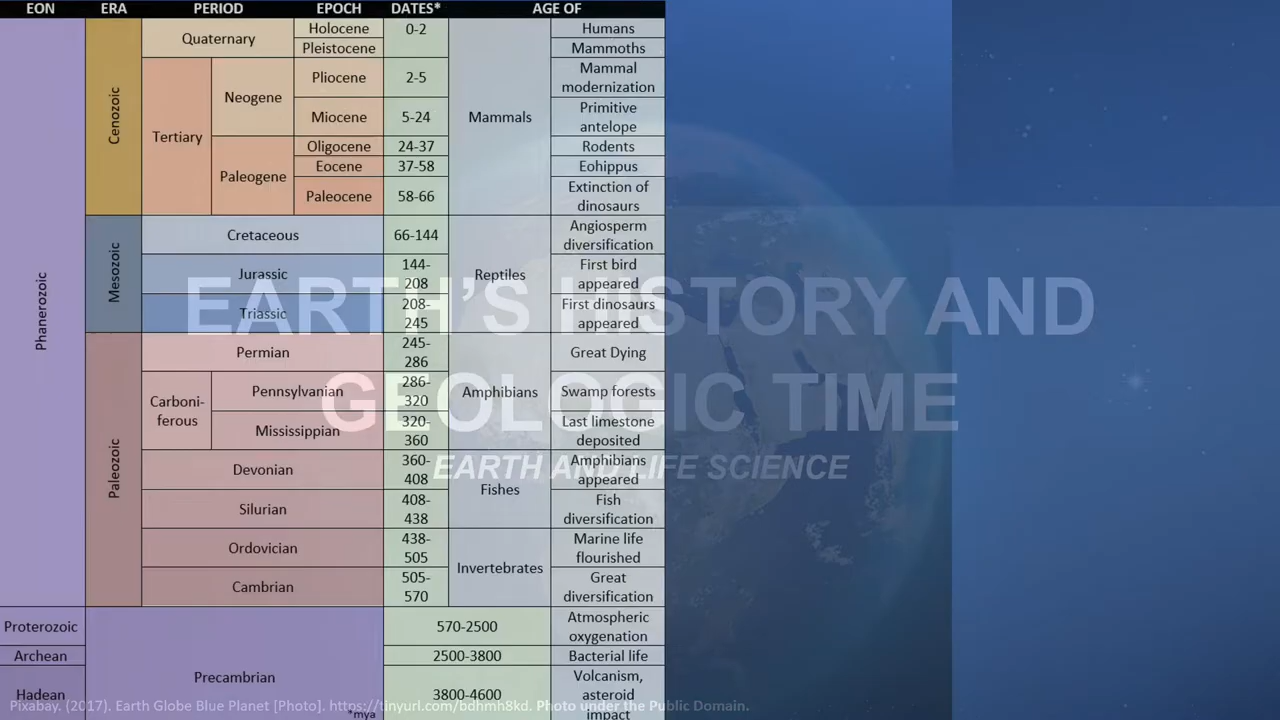 EON ERA PERIOD EPOCH DATES* AGE OF
Phanerozoic
Cenozoic
Quaternary
Holocene
Pleistocene
0-2
Mammals
Humans
Mammoths
Tertiary
Neogene
Pliocene
2-5
Mammal
modernization
Miocene
5-24
Primitive
antelope
Paleogene
Oligocene
24-37
Rodents
Eocene
37-58
Eohippus
Paleocene
58-66
Extinction of
dinosaurs
Mesozoic
Cretaceous
66-144
Reptiles
Angiosperm
diversification
Jurassic
144-
208
First bird
appeared
Triassic
208-
245
First dinosaurs
appeared
Paleozoic
Permian
245-
286
Amphibians
Great Dying
Carboni-
ferous
Pennsylvanian
286-
320
Swamp forests
Mississippian
320-
360
Last limestone
deposited
Devonian
360-
408
Fishes
Amphibians
appeared
Silurian
408-
438
Fish
diversification
Ordovician
438-
505
Invertebrates
Marine life
flourished
Cambrian
505-
570
Great
diversification
Proterozoic
Precambrian
570-2500
Atmospheric
oxygenation
Archean
2500-3800
Bacterial life
Hadean
3800-4600
Volcanism,
asteroid
impact
*mya
EARTH'S HISTORY AND
GEOLOGIC TIME
EARTH AND LIFE SCIENCE
Pixabay. (2017). Earth Globe Blue Planet [Photo]. https://tinyurl.com/bdhmh8kd. Photo under the Public Domain.